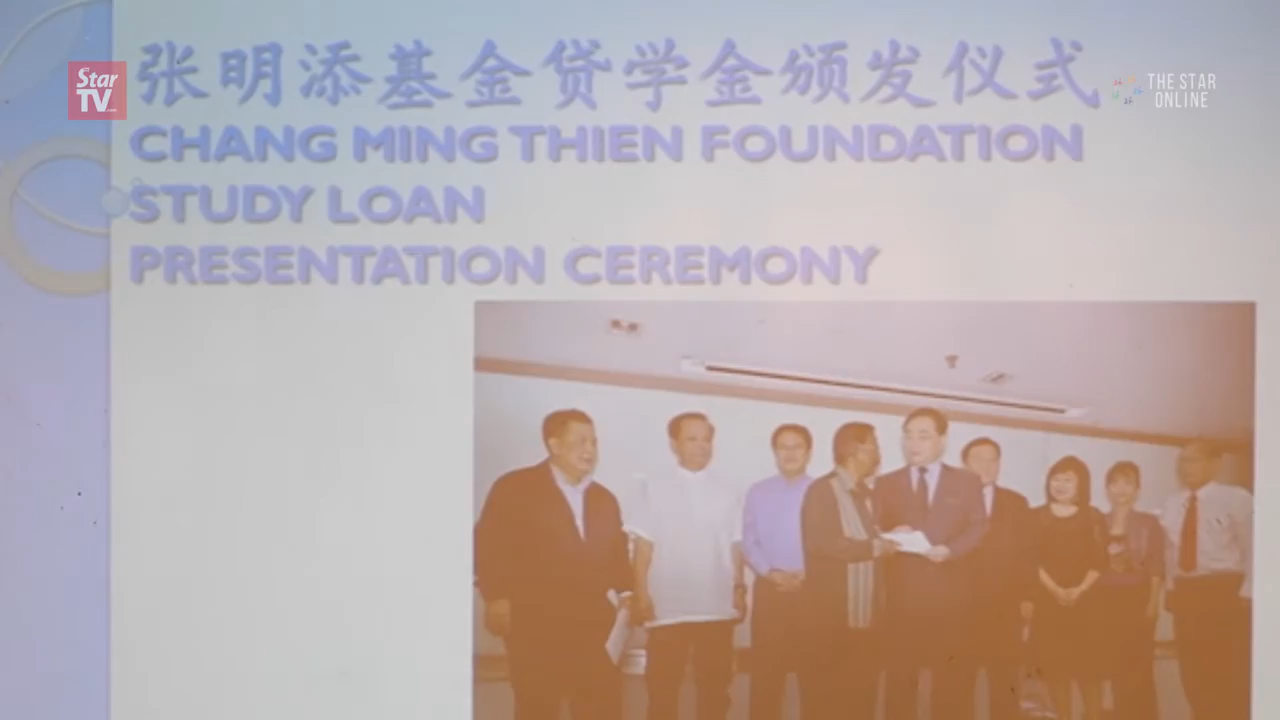 张明添基金贷学金颁发仪式
CHANG MING THIEN FOUNDATION
STUDY LOAN
PRESENTATION CEREMONY
Star
TV.com
THE STAR
ONLINE